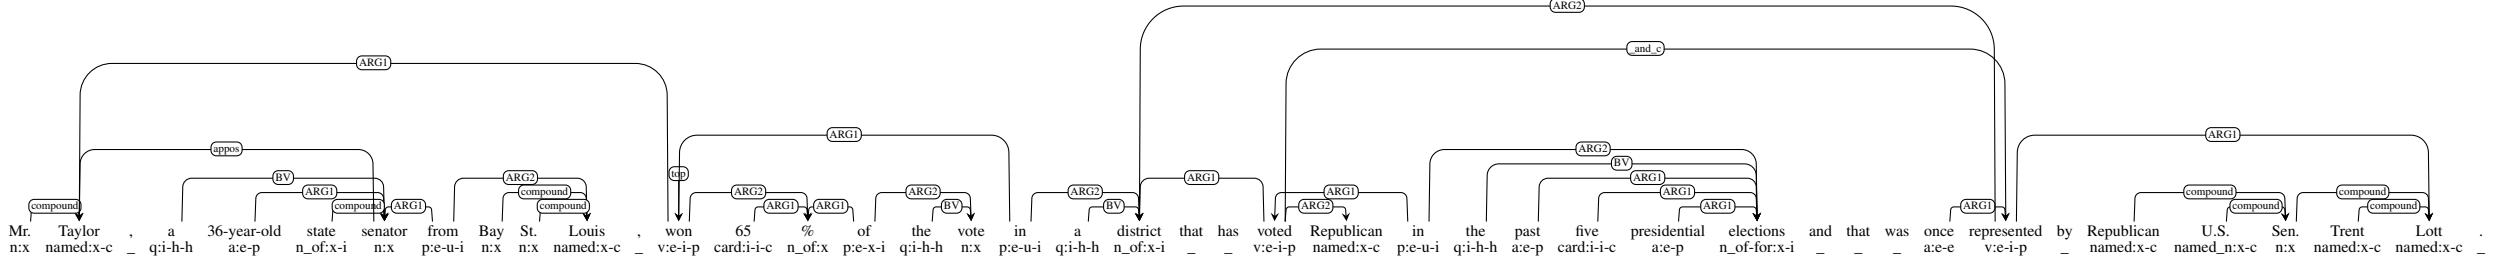 ARG2
_and_c
ARG1
ARG1 ARG1
appos ARG2
top BV
BV ARG2 ARG1 ARG1
ARG1 compound ARG2 ARG2 ARG2 ARG1 ARG1 compound compound
compound compound ARG1 compound ARG1 ARG1 BV BV ARG2 ARG1 ARG1 compound compound
Mr. Taylor , a 36-year-old state senator from Bay St. Louis , won 65 % of the vote in a district that has voted Republican in the past five presidential elections and that was once represented by Republican U.S. Sen. Trent Lott .
n:x named:x-c _ q:i-h-h a:e-p n_of:x-i n:x p:e-u-i n:x n:x named:x-c _ v:e-i-p card:i-i-c n_of:x p:e-x-i q:i-h-h n:x p:e-u-i q:i-h-h n_of:x-i _ _ v:e-i-p named:x-c p:e-u-i q:i-h-h a:e-p card:i-i-c a:e-p n_of-for:x-i _ _ _ a:e-e v:e-i-p _ named:x-c named_n:x-c n:x named:x-c named:x-c _